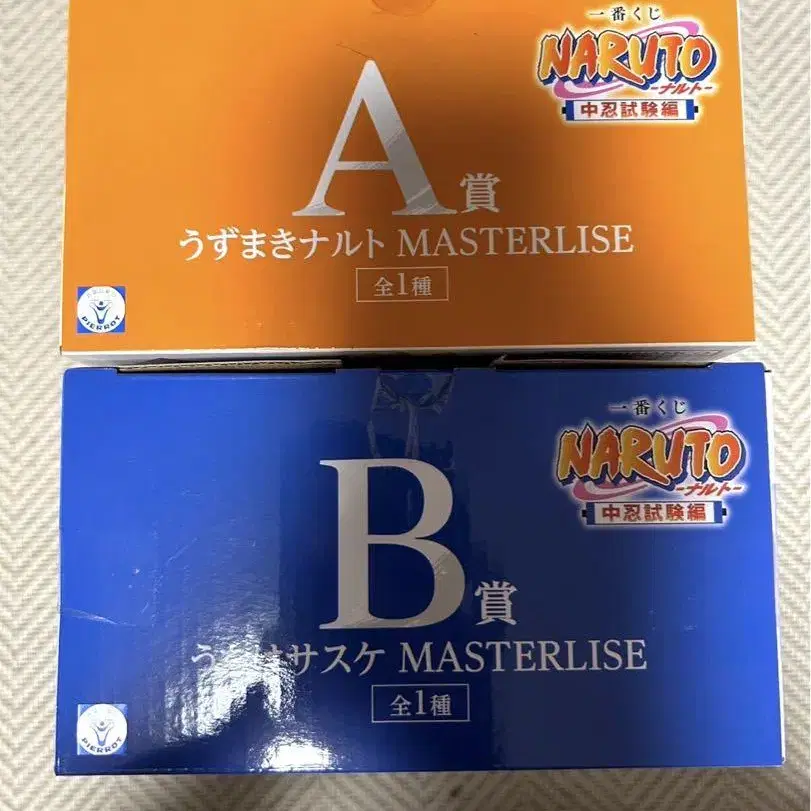 一番くじ
NARUTO
-ナルト-
中忍試験編
A賞
うずまきナルト MASTERLISE
全1種
PIERROT
一番くじ
NARUTO
-ナルト-
中忍試験編
B賞
サスケ MASTERLISE
全1種
PIERROT